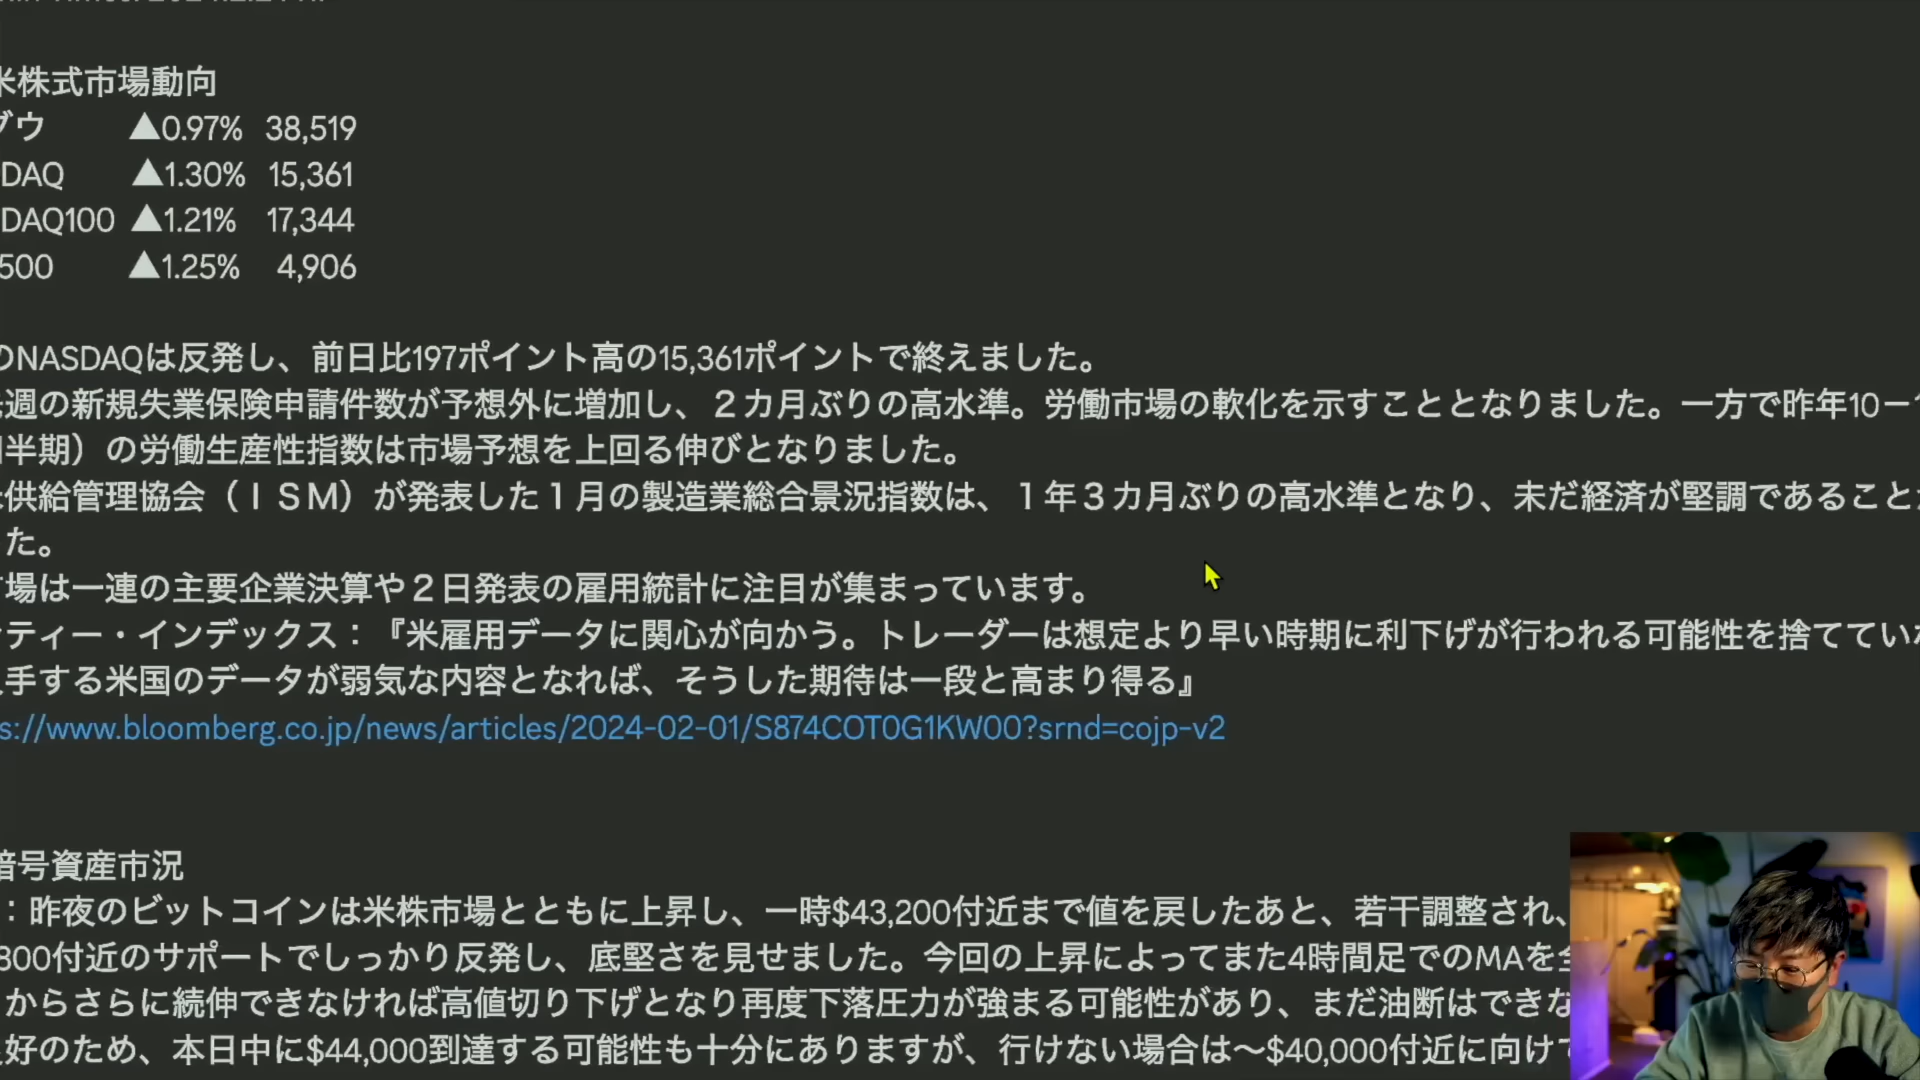 米株式市場動向
ダウ ▲0.97% 38,519
DAQ ▲1.30% 15,361
DAQ100 ▲1.21% 17,344
500 ▲1.25% 4,906
のNASDAQは反発し、前日比197ポイント高の15,361ポイントで終えました。
週の新規失業保険申請件数が予想外に増加し、２カ月ぶりの高水準。労働市場の軟化を示すこととなりました。一方で昨年10－
半期）の労働生産性指数は市場予想を上回る伸びとなりました。
供給管理協会（ＩＳＭ）が発表した１月の製造業総合景況指数は、１年３カ月ぶりの高水準となり、未だ経済が堅調であること
た。
場は一連の主要企業決算や２日発表の雇用統計に注目が集まっています。
ティー・インデックス：『米雇用データに関心が向かう。トレーダーは想定より早い時期に利下げが行われる可能性を捨ててい
手する米国のデータが弱気な内容となれば、そうした期待は一段と高まり得る』
s://www.bloomberg.co.jp/news/articles/2024-02-01/S874COT0G1KW00?srnd=cojp-v2
暗号資産市況
：昨夜のビットコインは米株市場とともに上昇し、一時$43,200付近まで値を戻したあと、若干調整され、
800付近のサポートでしっかり反発し、底堅さを見せました。今回の上昇によってまた4時間足でのMAを
からさらに続伸できなければ高値切り下げとなり再度下落圧力が強まる可能性があり、まだ油断はできな
好のため、本日中に$44,000到達する可能性も十分にありますが、行けない場合は〜$40,000付近に向けて